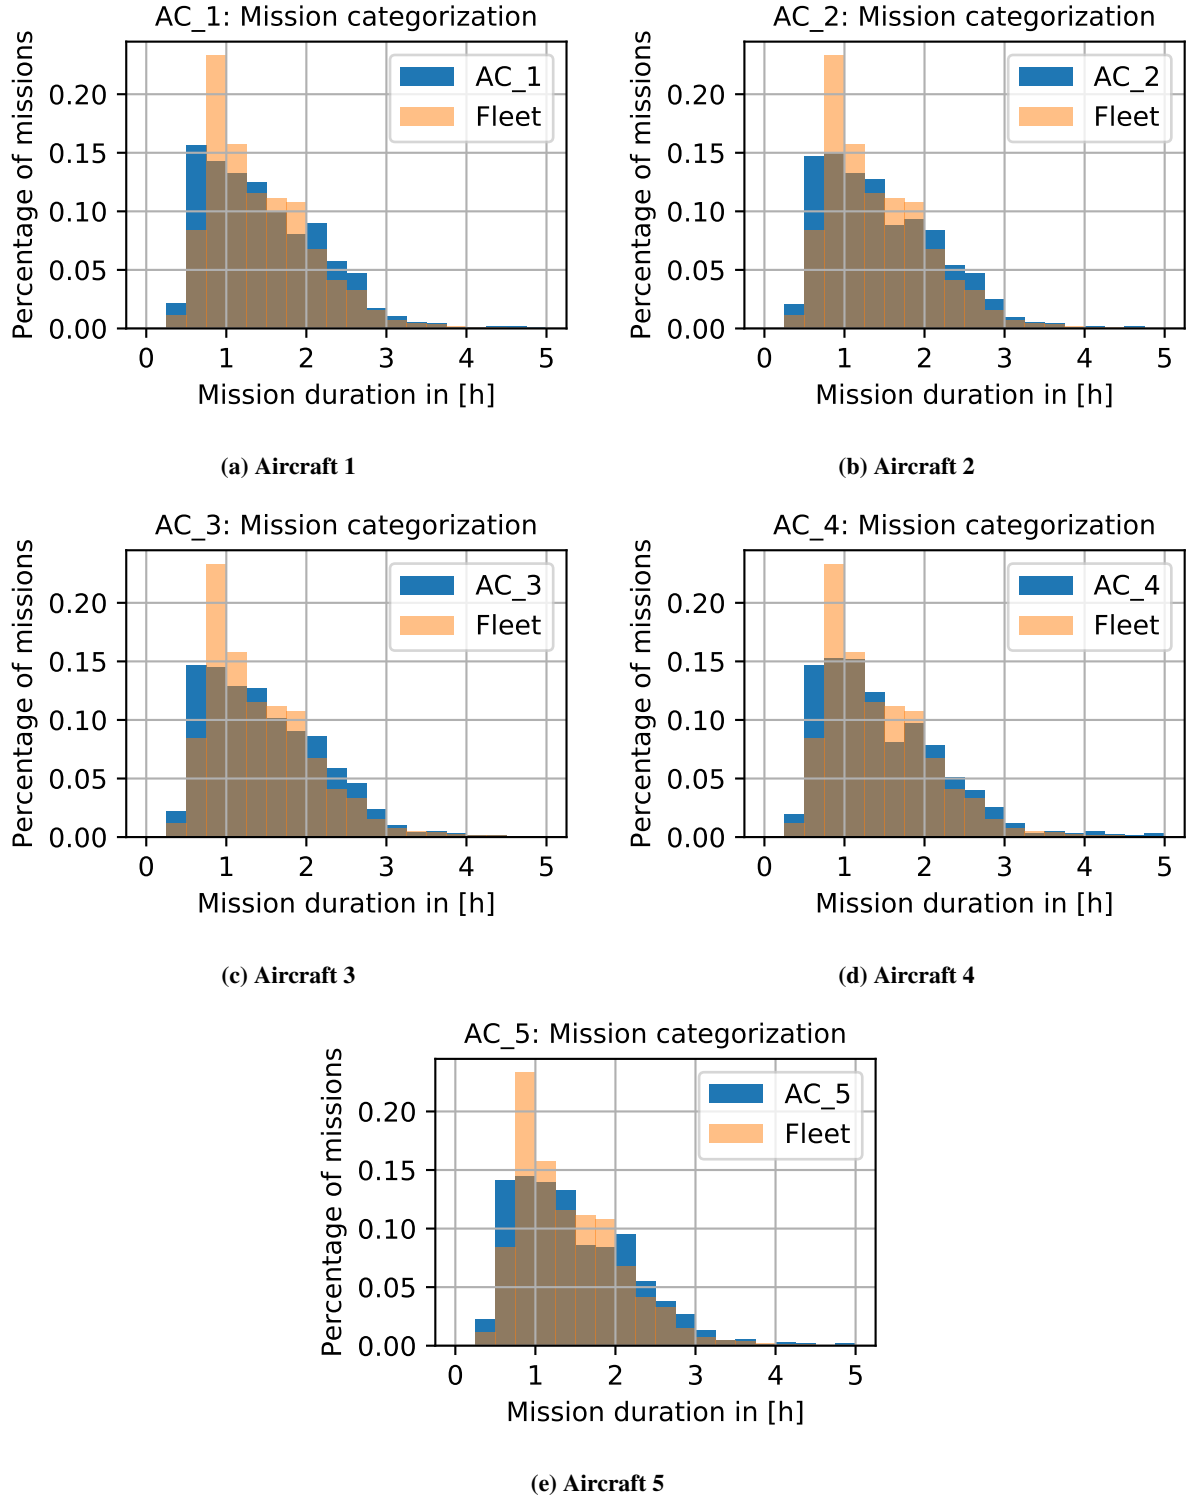 AC_1: Mission categorization
Percentage of missions
0.20
0.15
0.10
0.05
0.00
AC_1
Fleet
0 1 2 3 4 5
Mission duration in [h]
(a) Aircraft 1
AC_2: Mission categorization
Percentage of missions
0.20
0.15
0.10
0.05
0.00
AC_2
Fleet
0 1 2 3 4 5
Mission duration in [h]
(b) Aircraft 2
AC_3: Mission categorization
Percentage of missions
0.20
0.15
0.10
0.05
0.00
AC_3
Fleet
0 1 2 3 4 5
Mission duration in [h]
(c) Aircraft 3
AC_4: Mission categorization
Percentage of missions
0.20
0.15
0.10
0.05
0.00
AC_4
Fleet
0 1 2 3 4 5
Mission duration in [h]
(d) Aircraft 4
AC_5: Mission categorization
Percentage of missions
0.20
0.15
0.10
0.05
0.00
AC_5
Fleet
0 1 2 3 4 5
Mission duration in [h]
(e) Aircraft 5